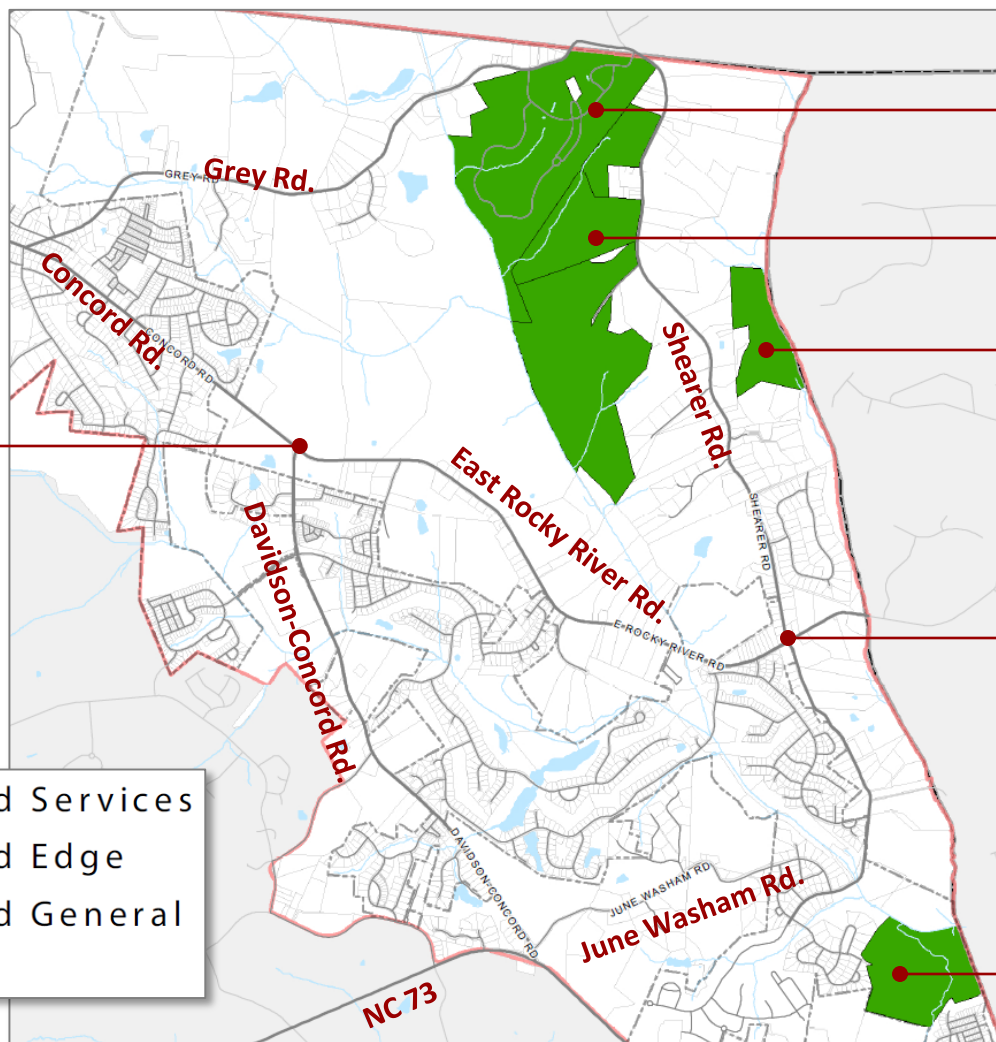 GREY RD
Grey Rd.
Concord Rd.
CONCORD RD
Shearer Rd.
East Rocky River Rd.
SHEARER RD
Davidson-Concord Rd.
E ROCKY RIVER RD
d Services
d Edge
d General
DAVIDSON-CONCORD RD
JUNE WASHAM RD
June Washam Rd.
NC 73